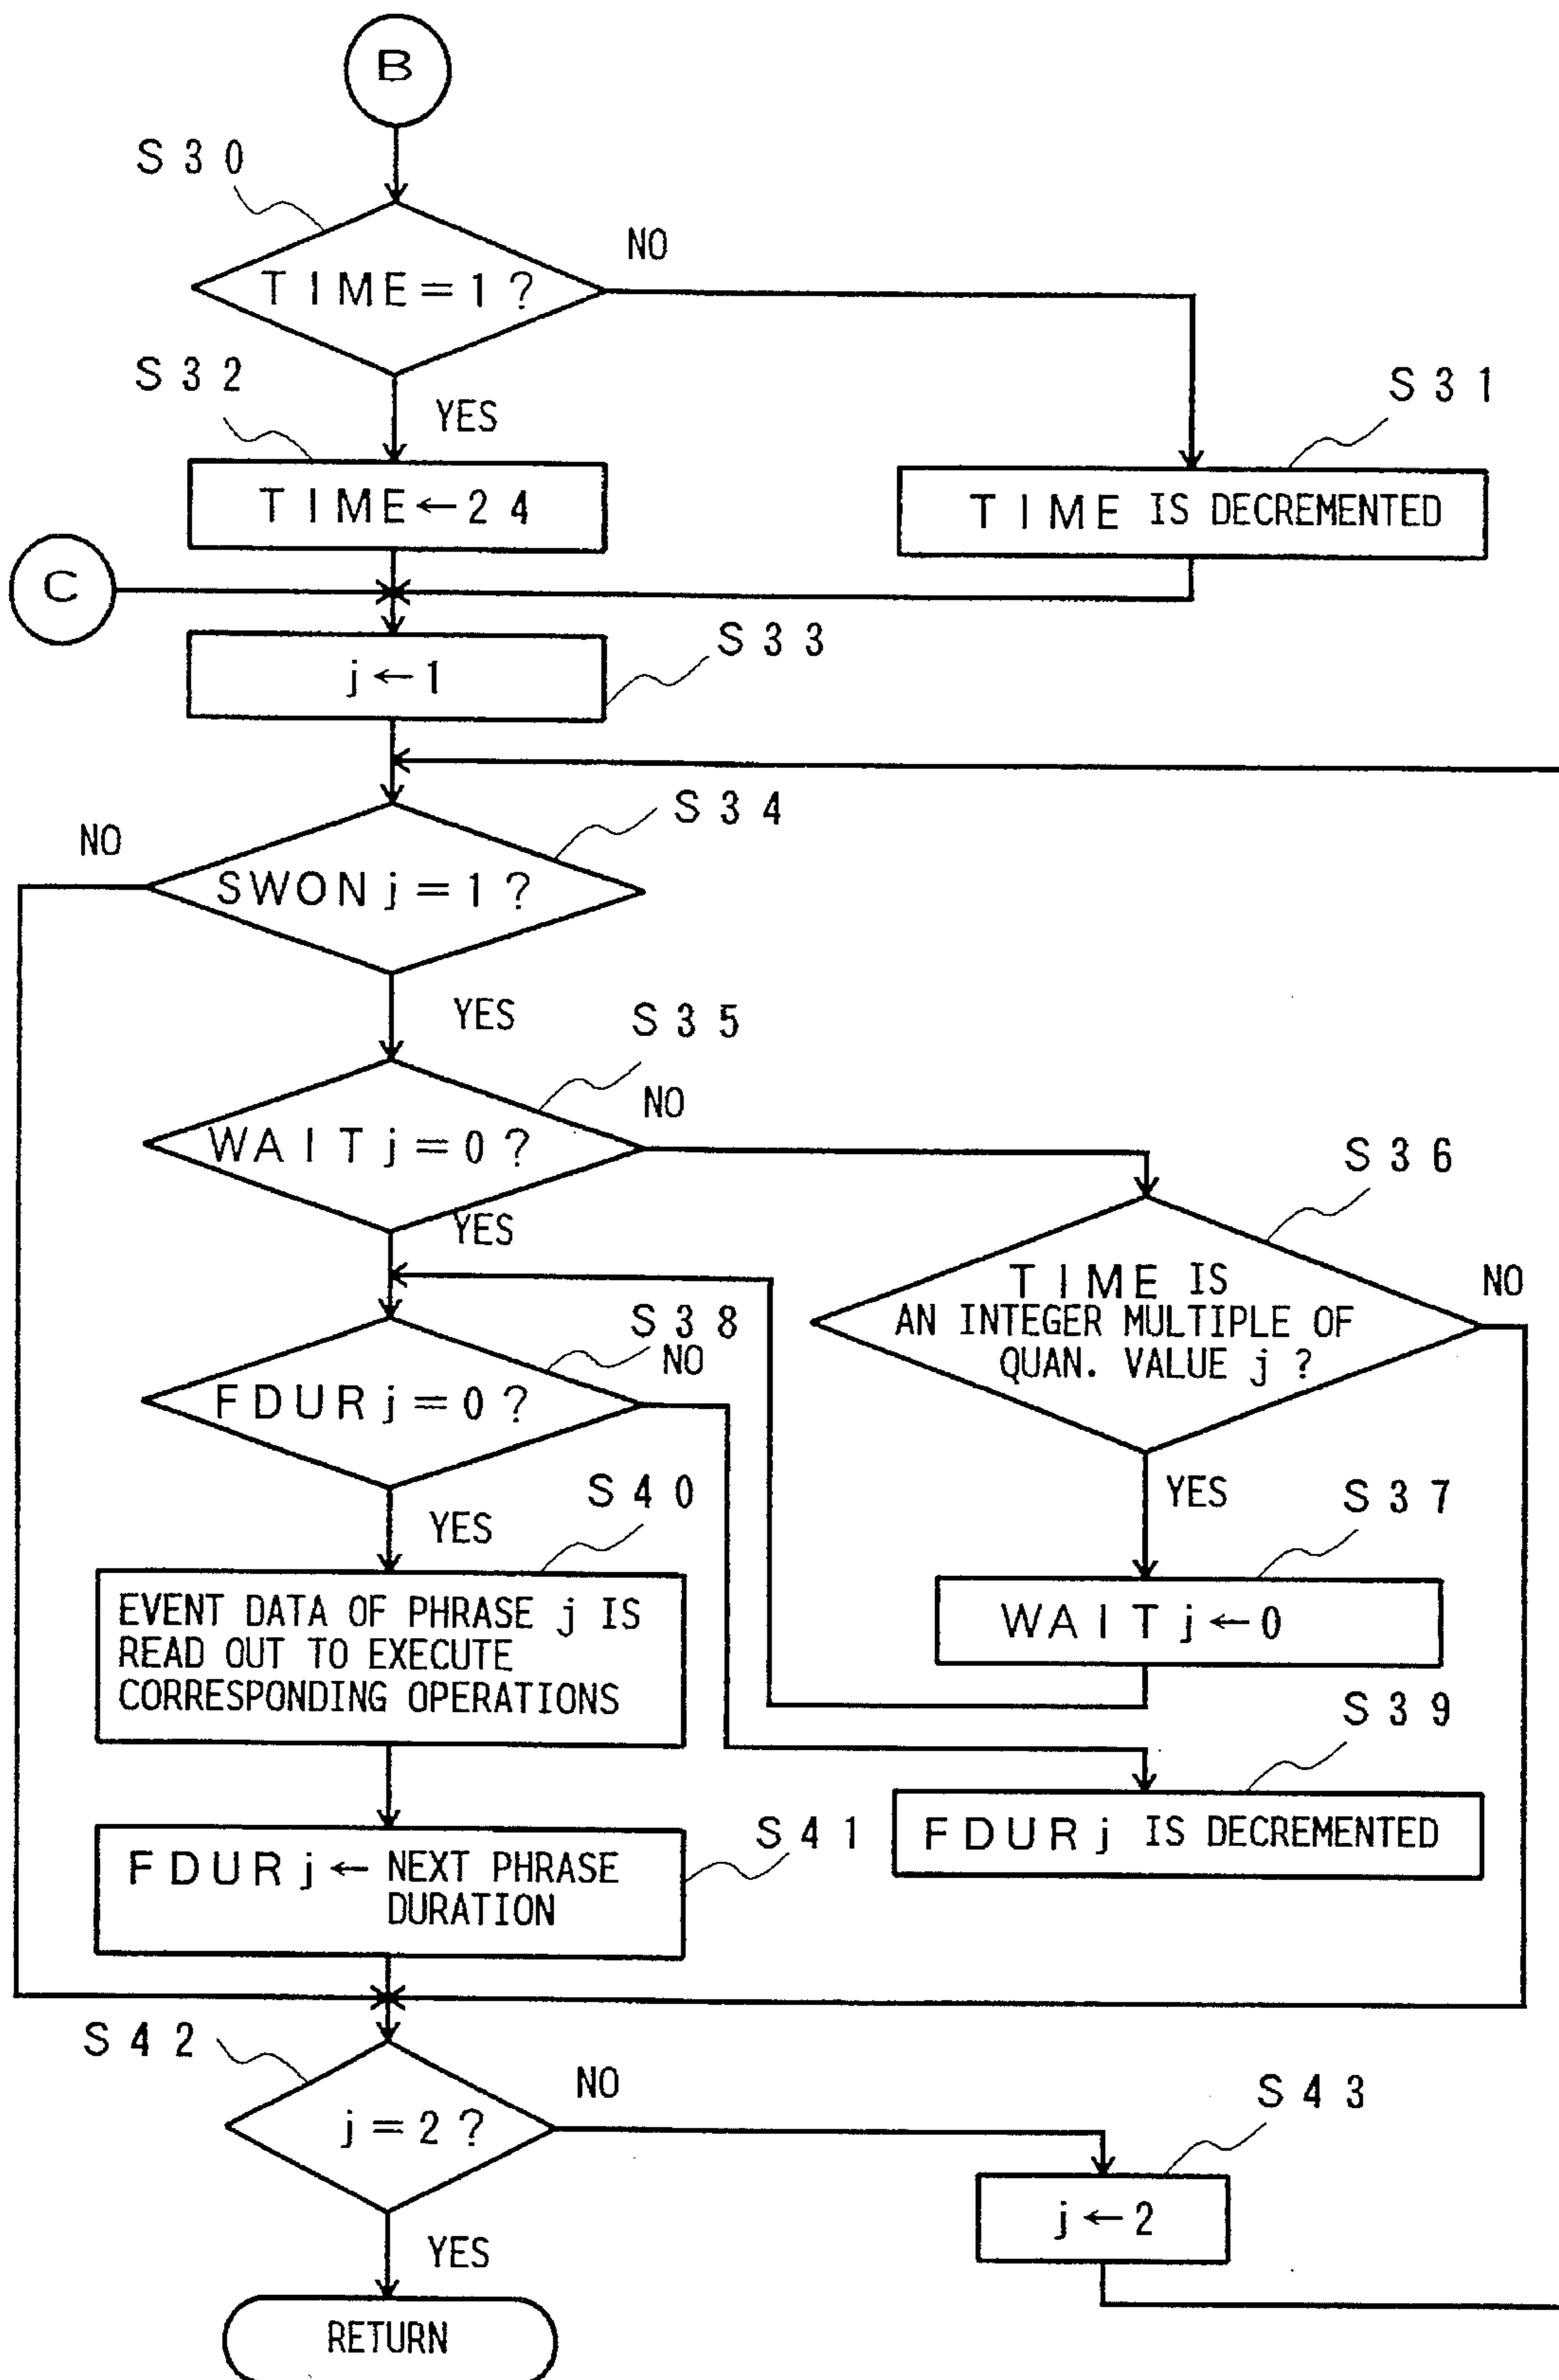 B
S30
TIME=1?
NO
S32
YES
S31
TIME←24
TIME IS DECREMENTED
C
S33
j←1
S34
NO
SWONj=1?
YES
S35
NO
WAITj=0?
S36
YES
TIME IS
AN INTEGER MULTIPLE OF
QUAN. VALUE j?
NO
S38
NO
FDURj=0?
S40
YES
YES
S37
EVENT DATA OF PHRASE j IS
READ OUT TO EXECUTE
CORRESPONDING OPERATIONS
WAITj←0
S39
S41
FDURj IS DECREMENTED
FDURj← NEXT PHRASE
DURATION
S42
NO
S43
j=2?
j←2
YES
RETURN